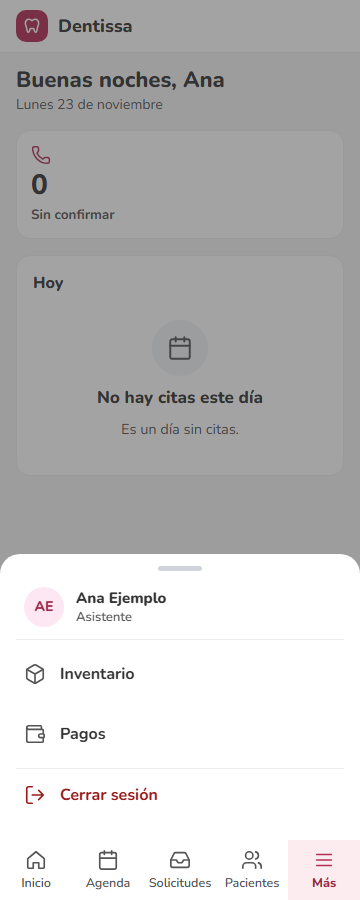 Dentissa
Buenas noches, Ana
Lunes 23 de noviembre
0
Sin confirmar
Hoy
No hay citas este día
Es un día sin citas.
AE
Ana Ejemplo
Asistente
Inventario
Pagos
Cerrar sesión
Inicio
Agenda
Solicitudes
Pacientes
Más